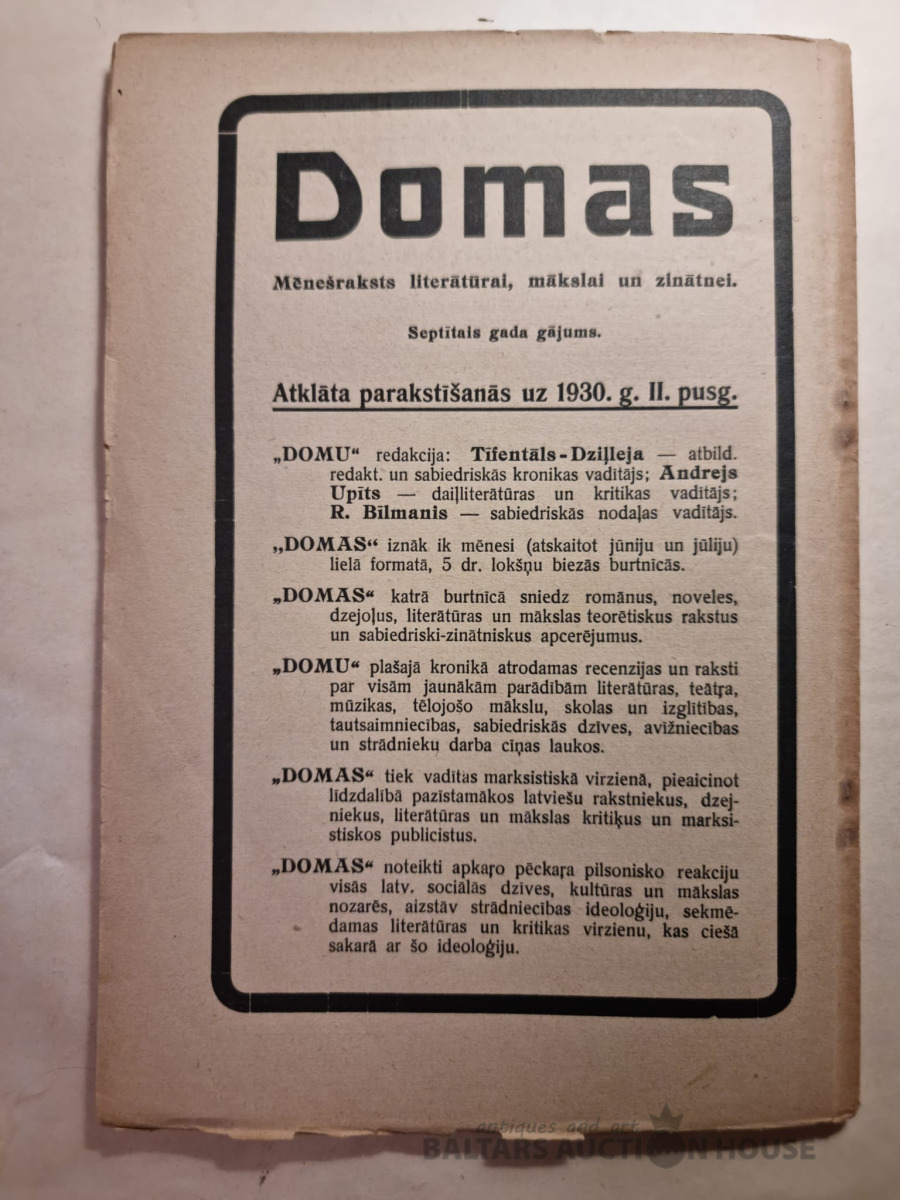 Domas
Mēnešraksts literātūrai, mākslai un zinātnei.
Septītais gada gājums.
Atklāta parakstīšanās uz 1930. g. II. pusg.
„DOMU“ redakcija: Tīfentāls-Dziļleja — atbild.
redakt. un sabiedriskās kronikas vadītājs; Andrejs
Upīts — daiļliterātūras un kritikas vadītājs;
R. Bīlmanis — sabiedriskās nodaļas vadītājs.
„DOMAS“ iznāk ik mēnesi (atskaitot jūniju un jūliju)
lielā formatā, 5 dr. lokšņu biezās burtnīcās.
„DOMAS“ katrā burtnīcā sniedz romānus, noveles,
dzejoļus, literātūras un mākslas teorētiskus rakstus
un sabiedriski-zinātniskus apcerējumus.
„DOMU“ plašajā kronikā atrodamas recenzijas un raksti
par visām jaunākām parādībām literātūras, teātŗa,
mūzikas, tēlojošo mākslu, skolas un izglītības,
tautsaimniecības, sabiedriskās dzīves, avīžniecības
un strādnieku darba cīņas laukos.
„DOMAS“ tiek vadītas marksistiskā virzienā, pieaicinot
līdzdalībā pazīstamākos latviešu rakstniekus, dzej-
niekus, literātūras un mākslas kritiķus un marksi-
stiskos publicistus.
„DOMAS“ noteikti apkaŗo pēckaŗa pilsonisko reakciju
visās latv. sociālās dzīves, kultūras un mākslas
nozarēs, aizstāv strādniecības ideoloģiju, sekmē-
damas literātūras un kritikas virzienu, kas ciešā
sakarā ar šo ideoloģiju.
antiques and art
BALTARS AUCTION HOUSE